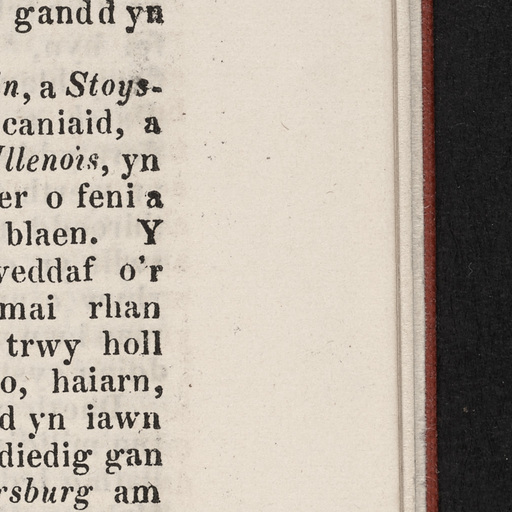 gandd yn
n, a Stoys-
caniaid, a
Illenois, yn
er o feni a
blaen. Y
veddaf o'r
mai rhan
trwy holl
o, haiarn,
d yn iawn
diedig gan
rsburg am